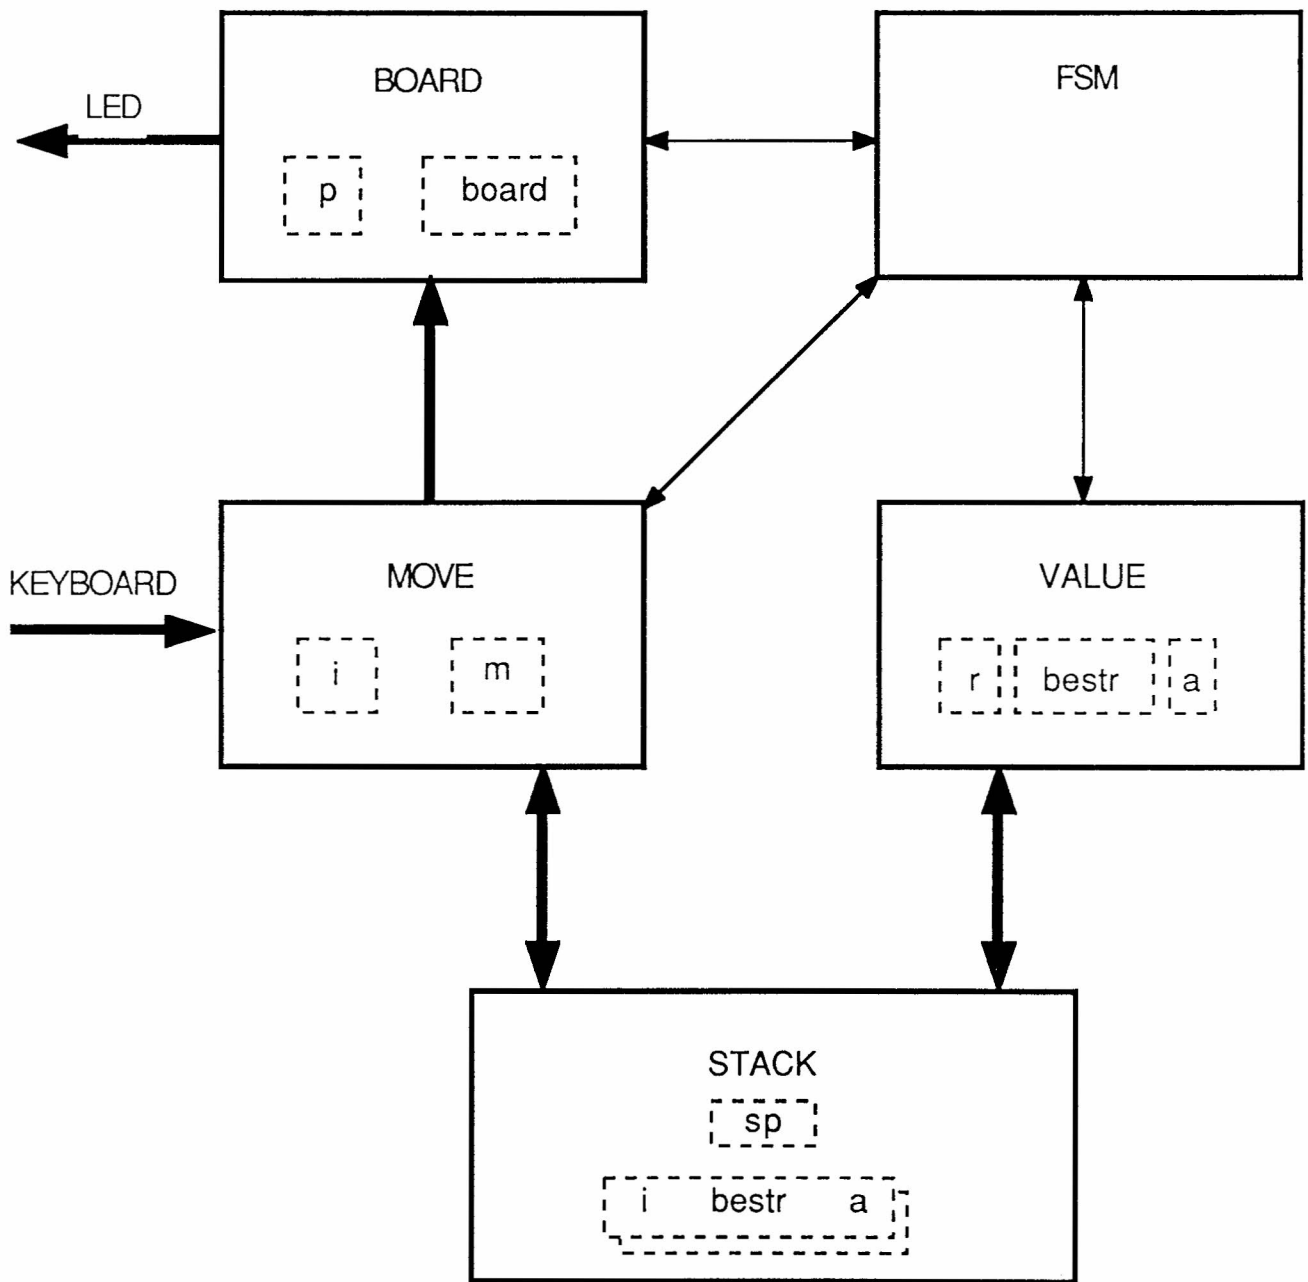 BOARD
FSM
LED
p
board
KEYBOARD
MOVE
VALUE
i
m
r
bestr
a
STACK
sp
i bestr a